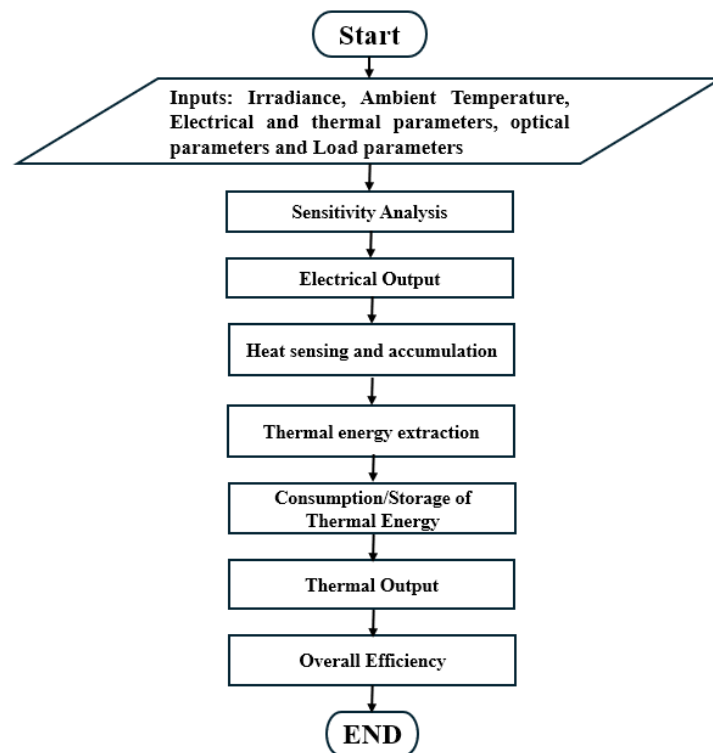 Start
Inputs: Irradiance, Ambient Temperature,
Electrical and thermal parameters, optical
parameters and Load parameters
Sensitivity Analysis
Electrical Output
Heat sensing and accumulation
Thermal energy extraction
Consumption/Storage of
Thermal Energy
Thermal Output
Overall Efficiency
END